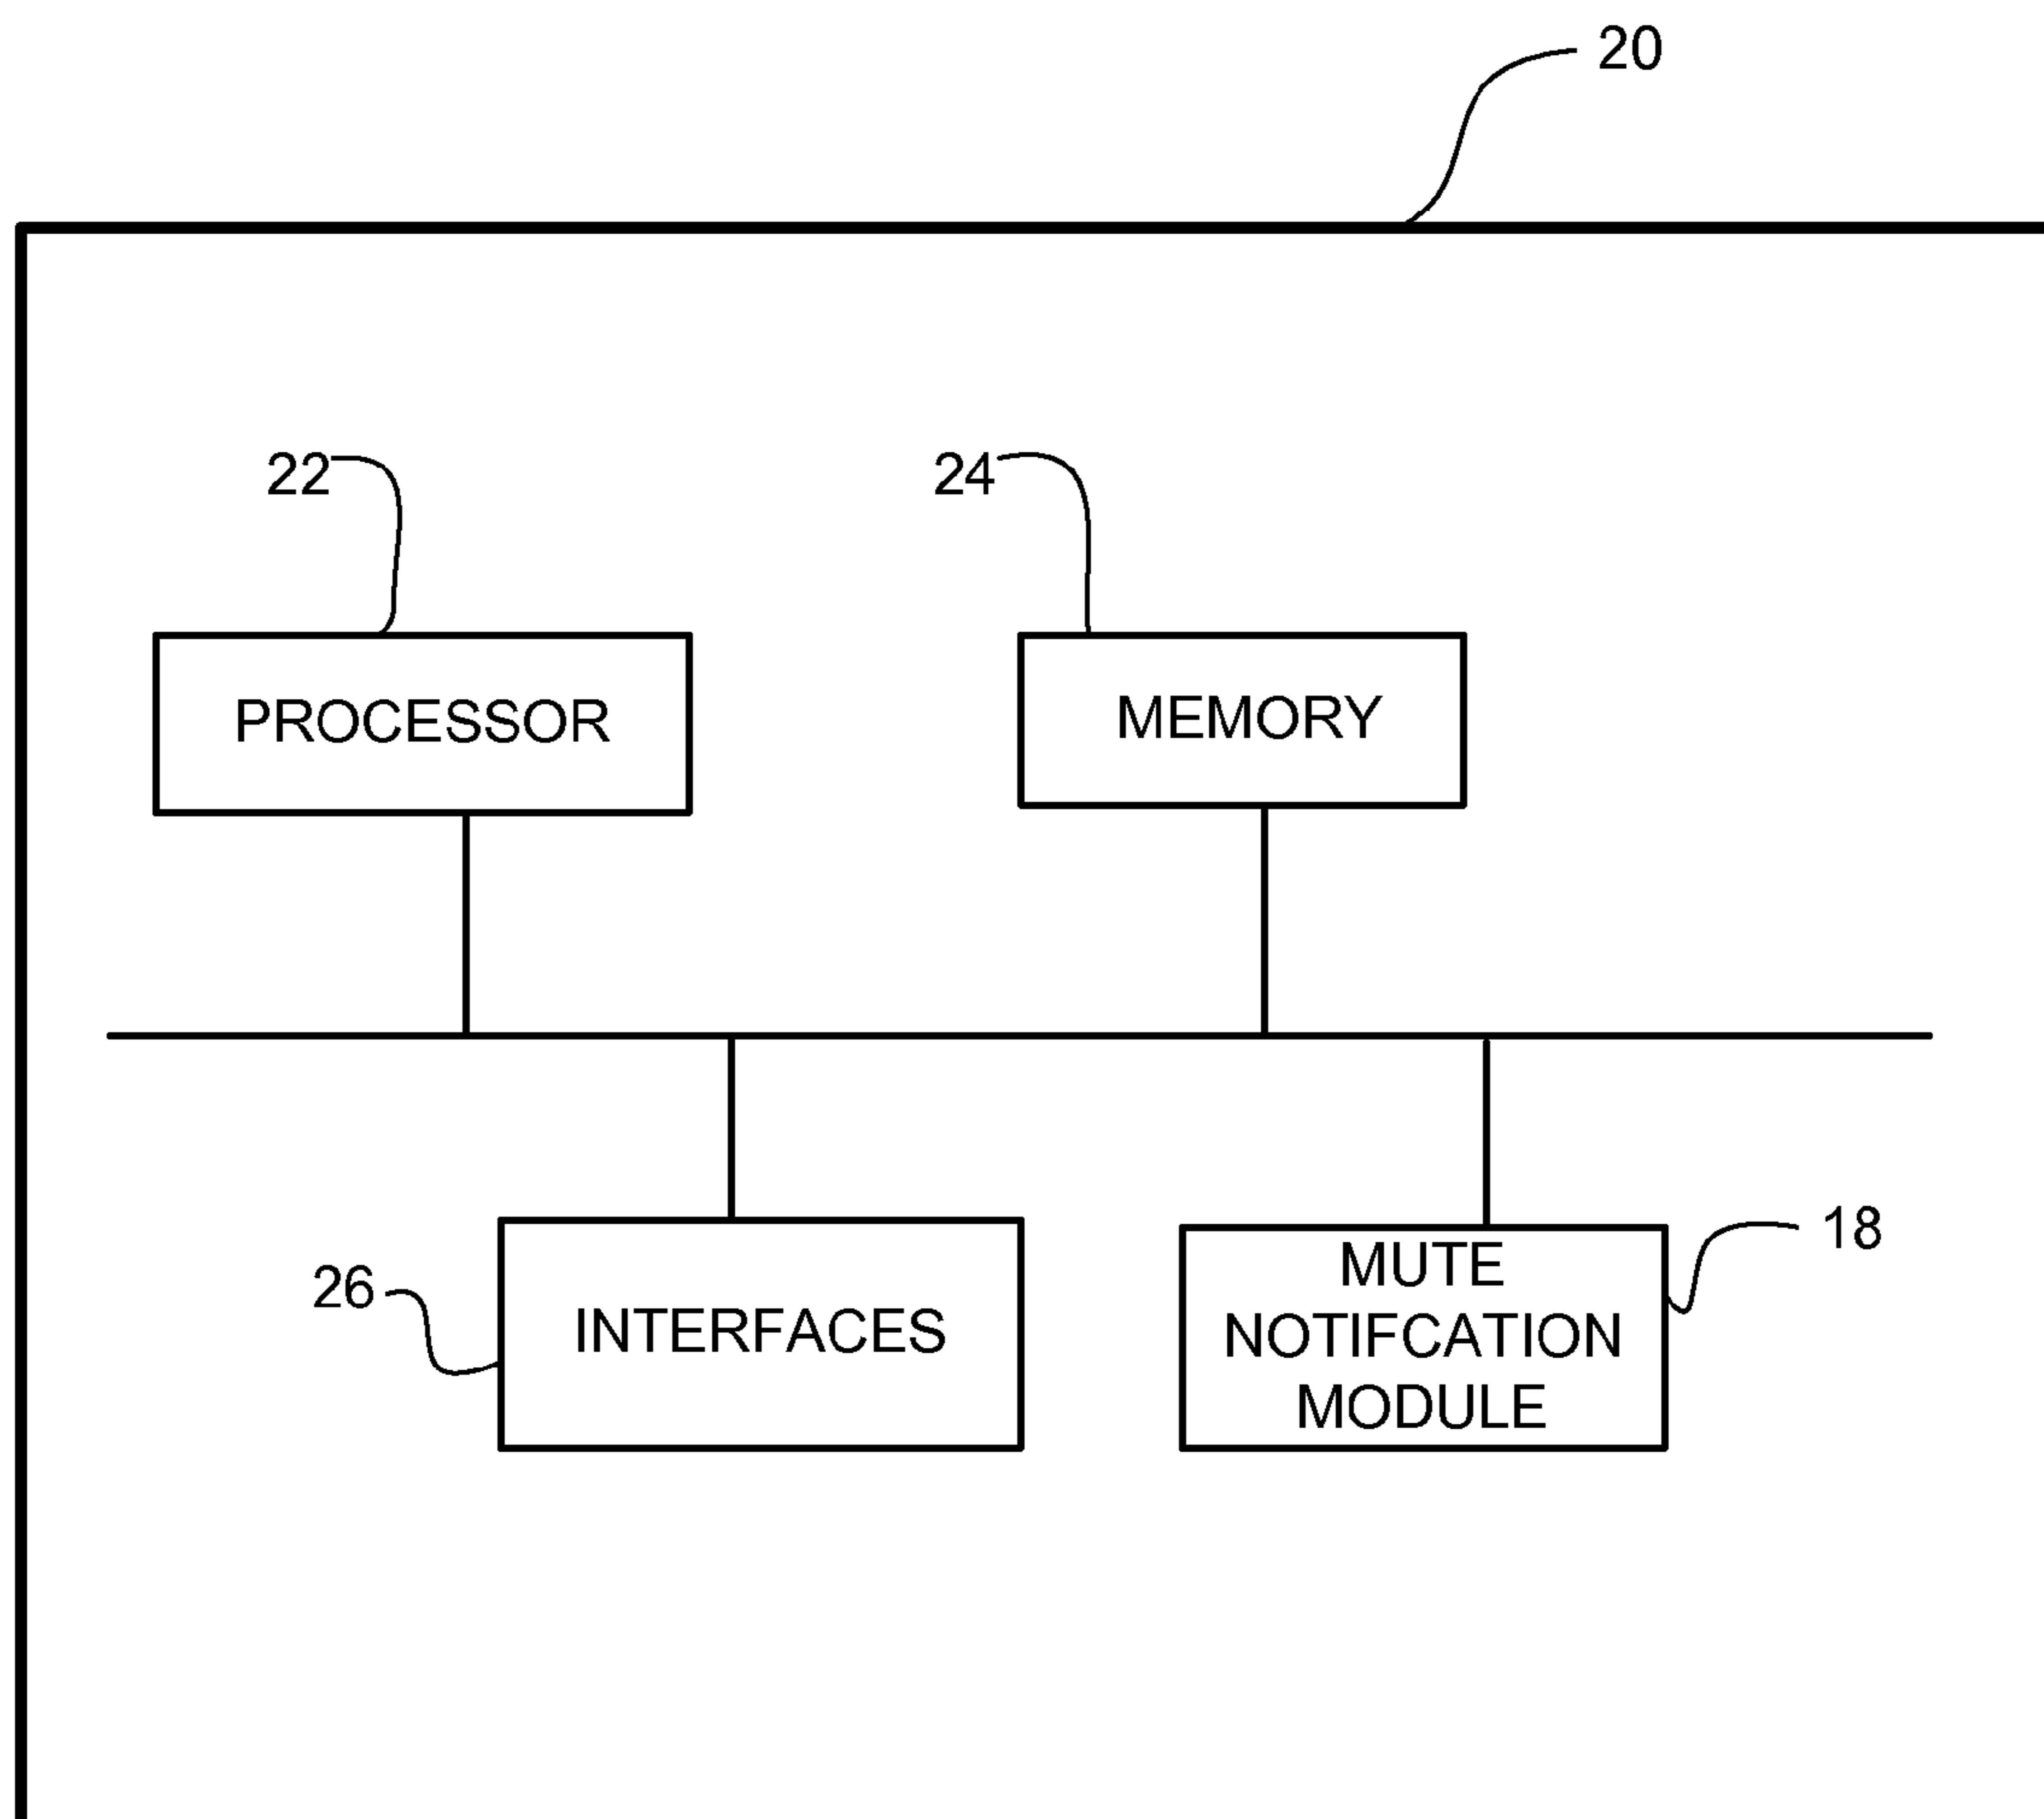 20
22
24
PROCESSOR
MEMORY
18
26
INTERFACES
MUTE
NOTIFCATION
MODULE